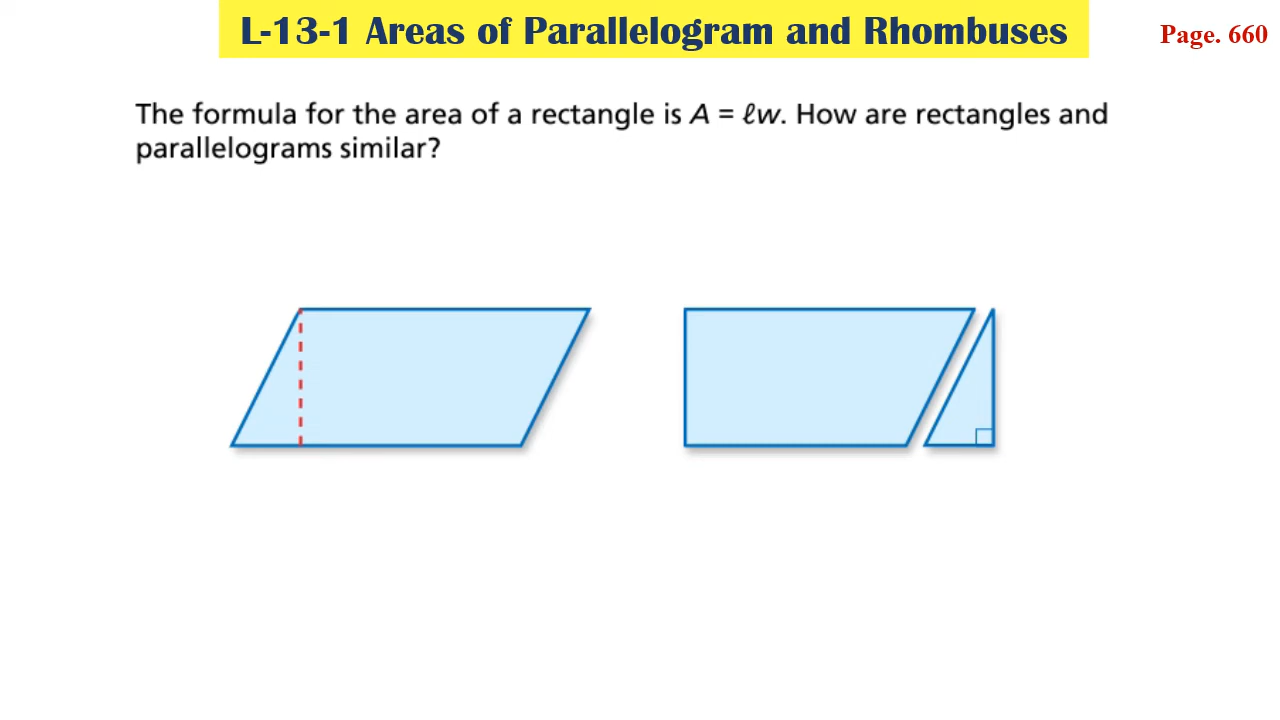 L-13-1 Areas of Parallelogram and Rhombuses
Page. 660
The formula for the area of a rectangle is A = ℓw. How are rectangles and
parallelograms similar?